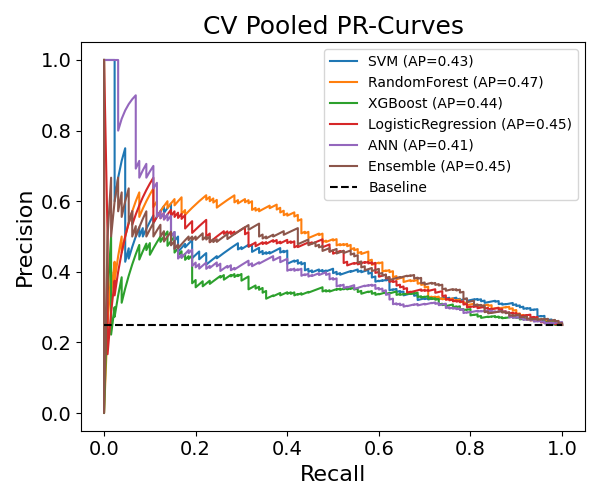 CV Pooled PR-Curves
Precision
1.0
0.8
0.6
0.4
0.2
0.0
SVM (AP=0.43)
RandomForest (AP=0.47)
XGBoost (AP=0.44)
LogisticRegression (AP=0.45)
ANN (AP=0.41)
Ensemble (AP=0.45)
Baseline
0.0 0.2 0.4 0.6 0.8 1.0
Recall